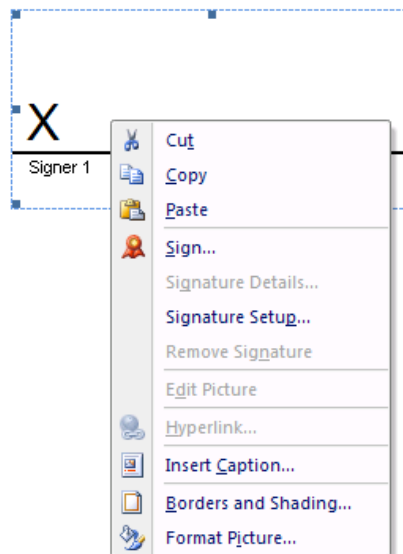 X
Signer 1
Cut
Copy
Paste
Sign...
Signature Details...
Signature Setup...
Remove Signature
Edit Picture
Hyperlink...
Insert Caption...
Borders and Shading...
Format Picture...